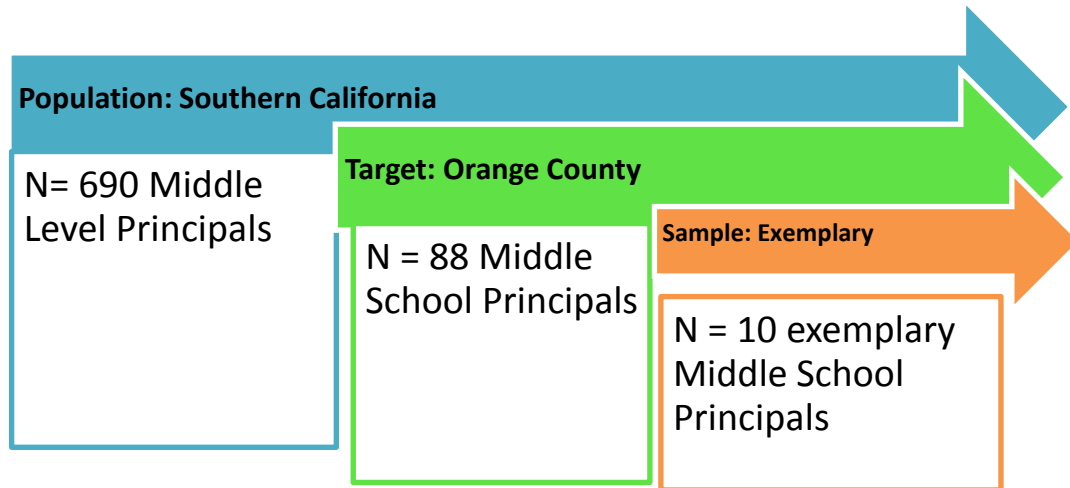 Population: Southern California
N= 690 Middle
Level Principals
Target: Orange County
N = 88 Middle
School Principals
Sample: Exemplary
N = 10 exemplary
Middle School
Principals